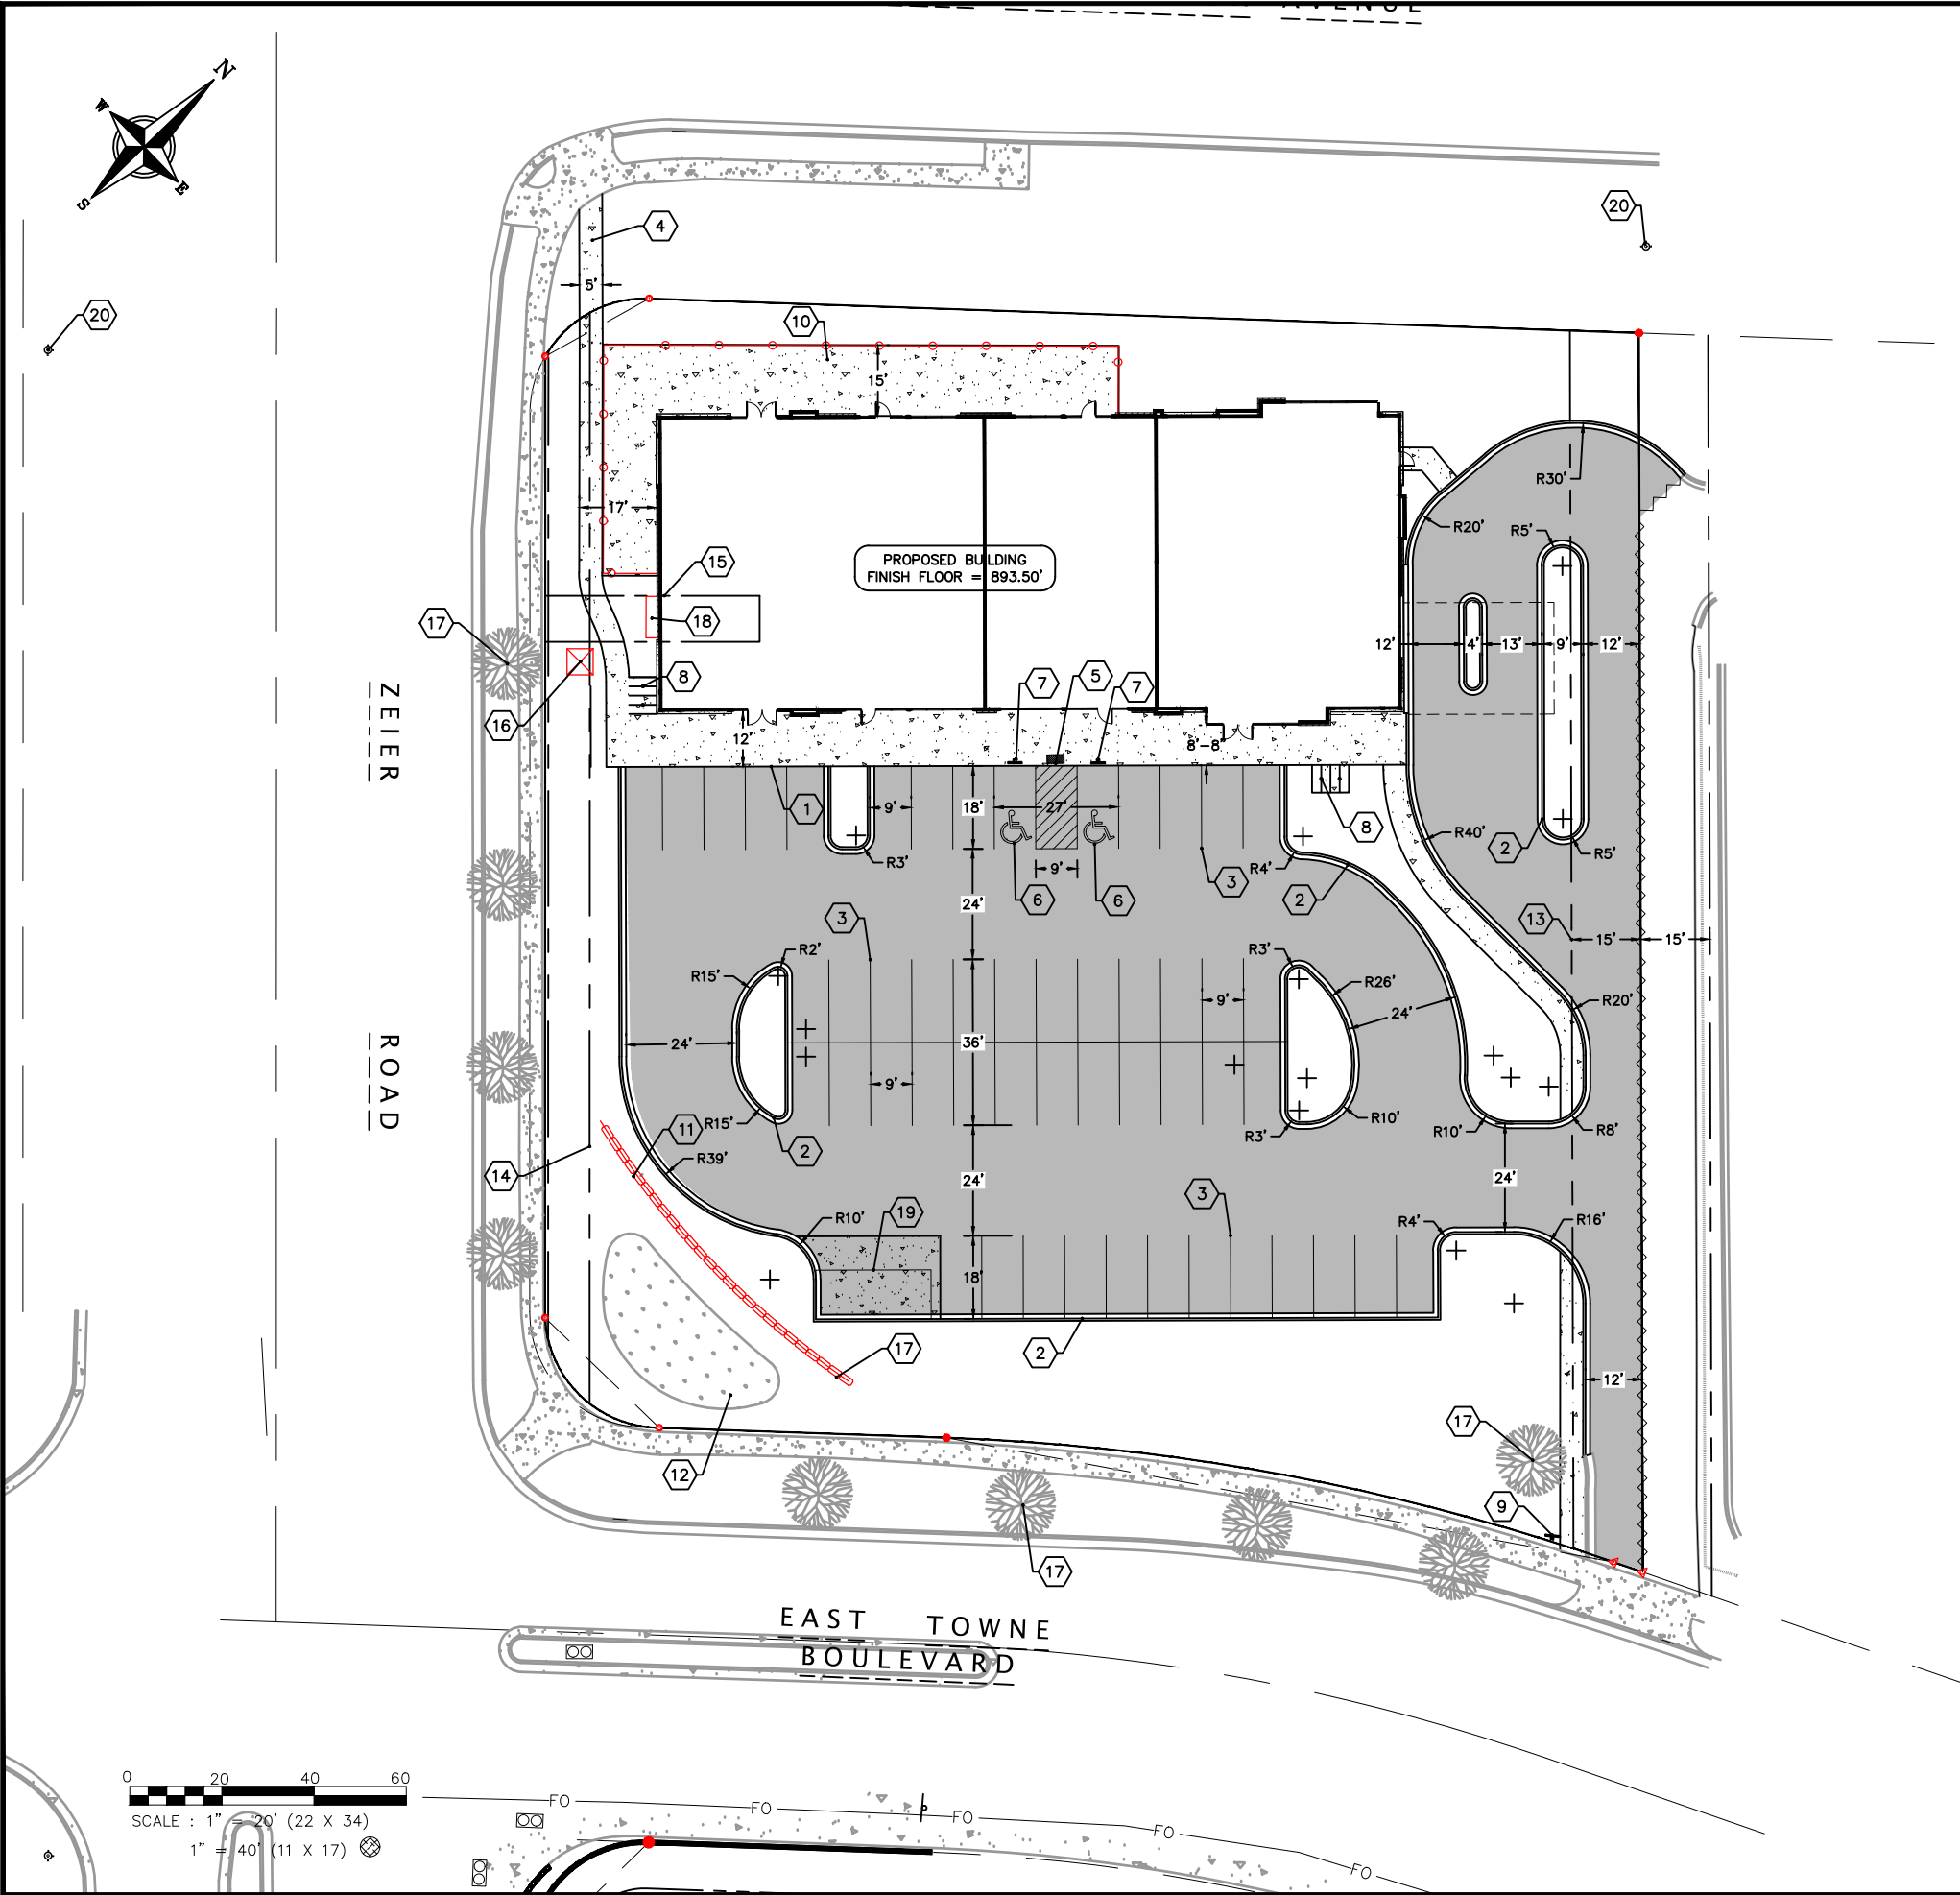 N
W
E
S
20
4
20
5'
10
15'
R30'
R20'
R5'
17'
PROPOSED BUILDING
FINISH FLOOR = 893.50'
15
18
17
12'
4'
13'
9'
12'
8
7
5
7
16
ZEIER
12'
8'-8"
1
9'
18'
27'
8
R40'
2
R5'
R3'
9'
R4'
3
2
6
6
3
24'
13
15'
15'
R2'
R15'
R3'
R26'
9'
R20'
24'
24'
36'
ROAD
9'
R15'
11
2
R3'
R10'
R10'
R8'
R39'
14
24'
24'
3
19
R10'
R4'
R16'
18'
17
2
12'
17
12
9
17
EAST TOWNE
BOULEVARD
0 20 40 60
SCALE : 1" = 20' (22 X 34)
1" = 40' (11 X 17)
FO
FO
FO
FO
FO